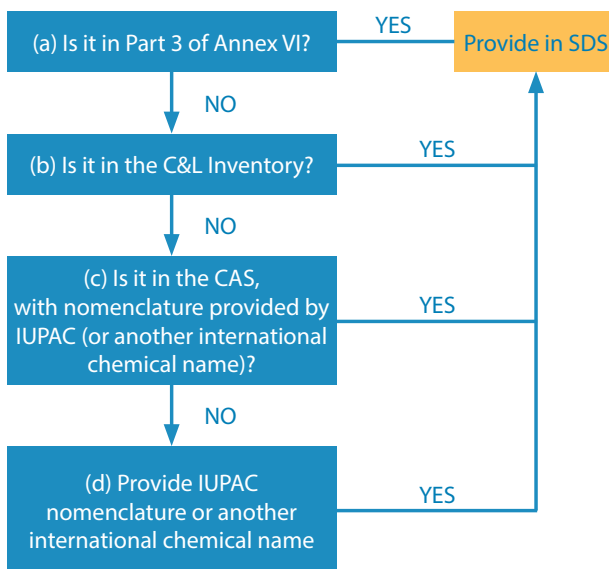 (a) Is it in Part 3 of Annex VI?
YES
Provide in SDS
NO
(b) Is it in the C&L Inventory?
YES
NO
(c) Is it in the CAS,
with nomenclature provided by
IUPAC (or another international
chemical name)?
YES
NO
(d) Provide IUPAC
nomenclature or another
international chemical name
YES